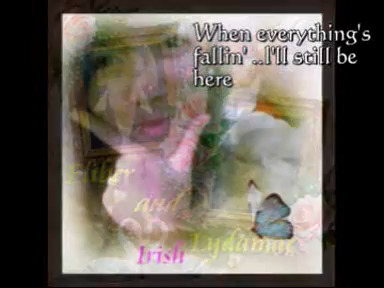 When everything's
fallin' ..I'll still be
here
and
Irish